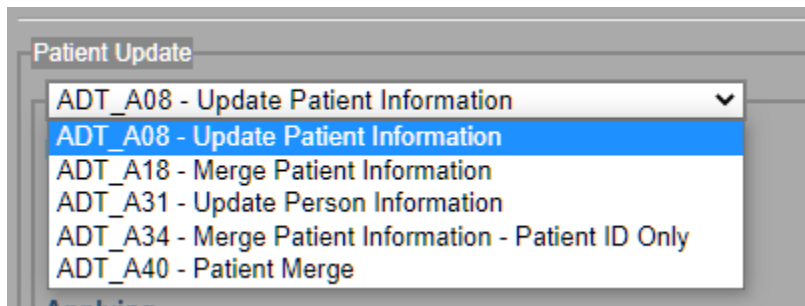 Patient Update
ADT_A08 - Update Patient Information
ADT_A08 - Update Patient Information
ADT_A18 - Merge Patient Information
ADT_A31 - Update Person Information
ADT_A34 - Merge Patient Information - Patient ID Only
ADT_A40 - Patient Merge